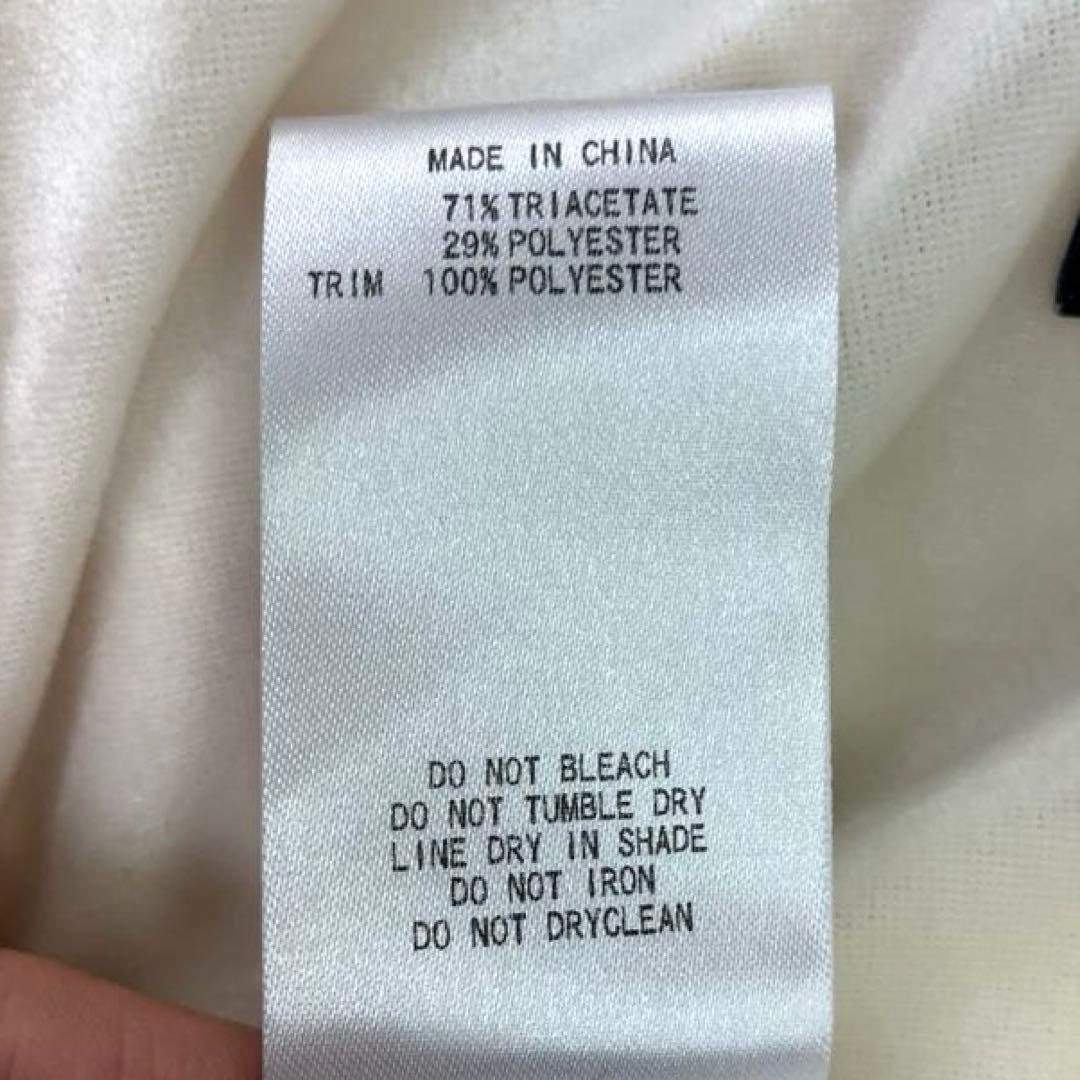 MADE IN CHINA
71% TRIACETATE
29% POLYESTER
TRIM 100% POLYESTER
DO NOT BLEACH
DO NOT TUMBLE DRY
LINE DRY IN SHADE
DO NOT IRON
DO NOT DRYCLEAN